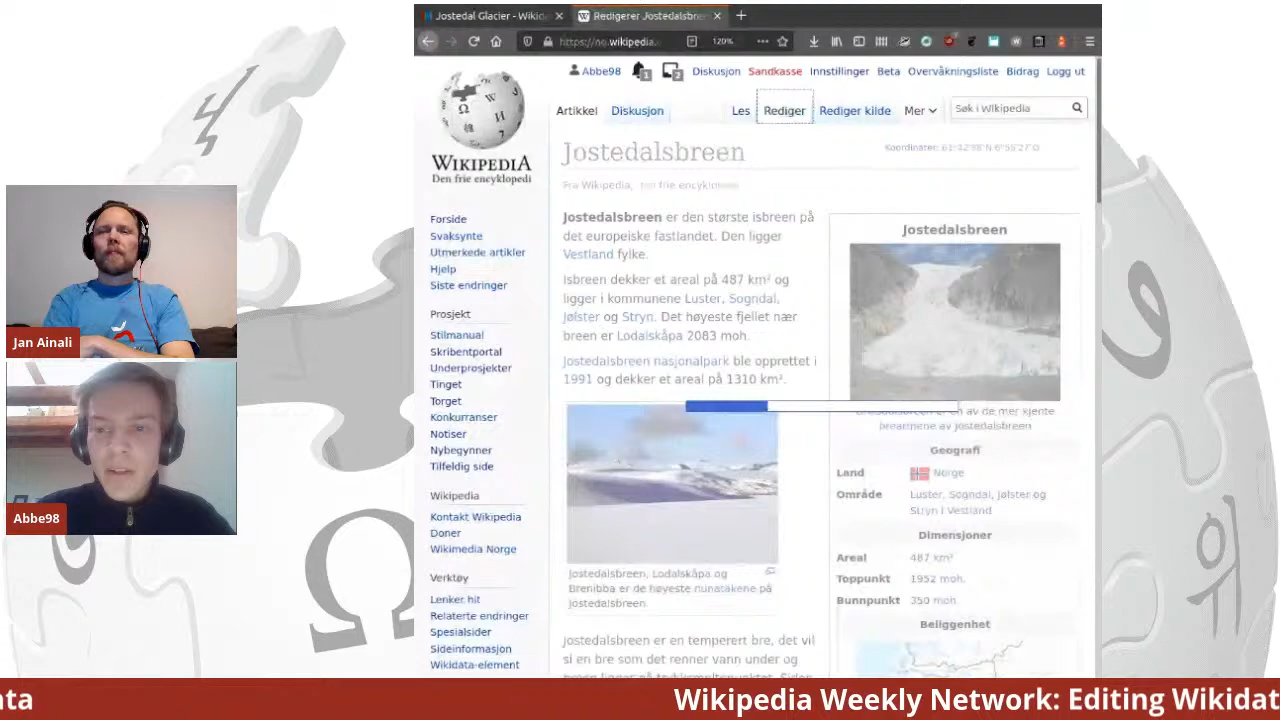 Jostedal Glacier - Wikid
Redigerer Jostedalsbre
https://no.wikipedia.
120%
Abbe98
1
2
Diskusjon
Sandkasse
Innstillinger
Beta
Overvåkningsliste
Bidrag
Logg ut
Artikkel
Diskusjon
Les
Rediger
Rediger kilde
Mer
Søk i Wikipedia
WIKIPEDIA
Den frie encyklopedi
Forside
Svaksynte
Utmerkede artikler
Hjelp
Siste endringer
Prosjekt
Stilmanual
Skribentportal
Underprosjekter
Tinget
Torget
Konkurranser
Notiser
Nybegynner
Tilfeldig side
Wikipedia
Kontakt Wikipedia
Doner
Wikimedia Norge
Verktøy
Lenker hit
Relaterte endringer
Spesialsider
Sideinformasjon
Wikidata-element
Jostedalsbreen
Koordinater:
Fra Wikipedia, den frie encyklopedi
Jostedalsbreen er den største isbreen på
det europeiske fastlandet. Den ligger
Vestland fylke.
Isbreen dekker et areal på 487 km² og
ligger i kommunene Luster, Sogndal,
Jølster og Stryn. Det høyeste fjellet nær
breen er Lodalskåpa 2083 moh.
Jostedalsbreen nasjonalpark ble opprettet i
1991 og dekker et areal på 1310 km².
Jostedalsbreen, Lodalskåpa og
Brenibba er de høyeste nunatakene på
Jostedalsbreen.
Jostedalsbreen er en temperert bre, det vil
si en bre som det renner vann under og
Jostedalsbreen
er en av de mer kjente
brearmene av Jostedalsbreen
Geografi
Land Norge
Område Luster, Sogndal, Jølster og
Stryn i Vestland
Dimensjoner
Areal 487 km²
Toppunkt 1952 moh.
Bunnpunkt 350 moh.
Beliggenhet
Jan Ainali
Abbe98
Ω
ata
Wikipedia Weekly Network: Editing Wikidat